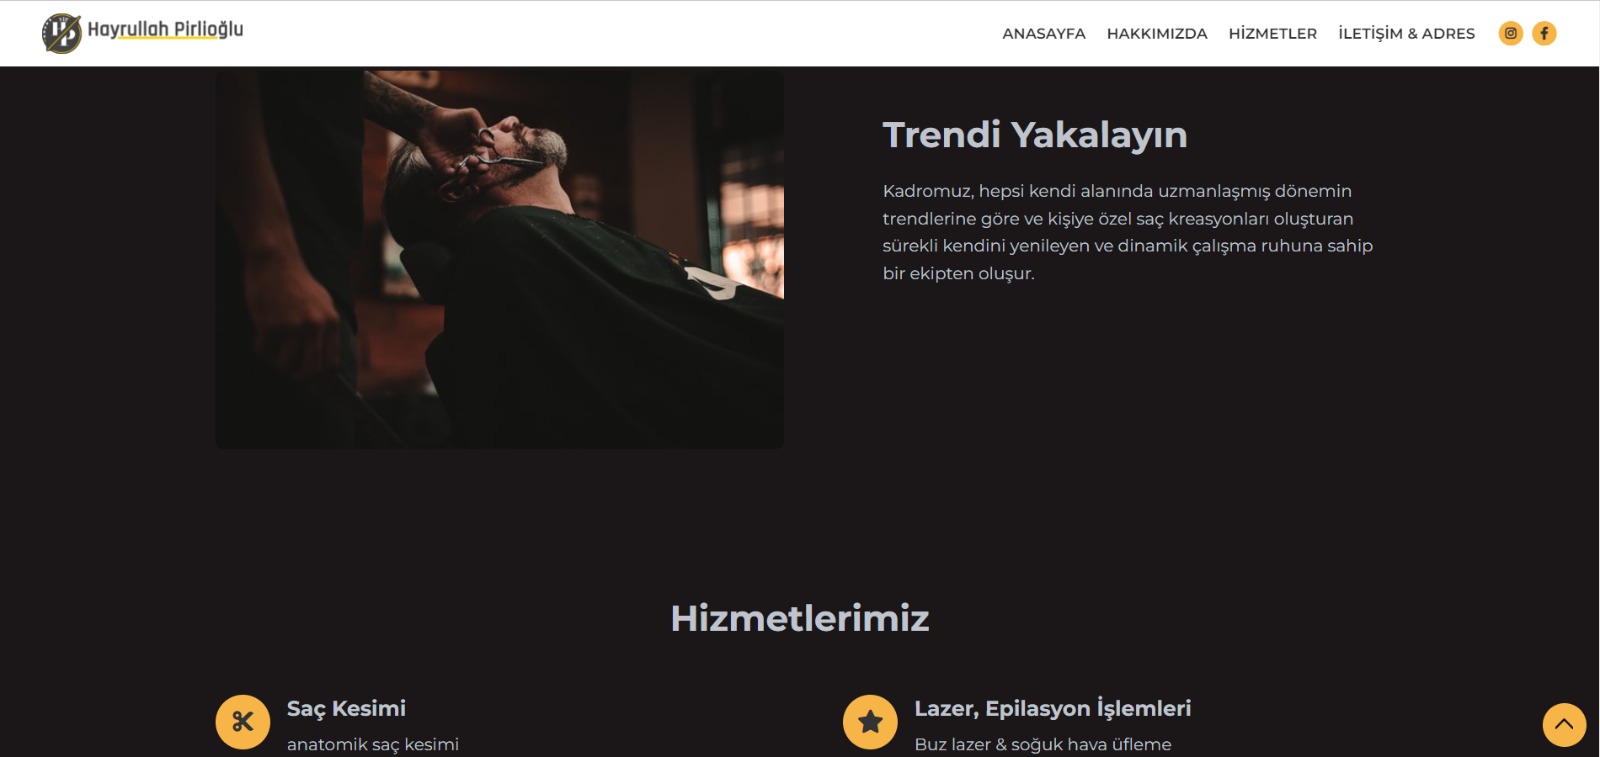 HP Hayrullah Pirlioğlu
ANASAYFA HAKKIMIZDA HİZMETLER İLETİŞİM & ADRES
Trendi Yakalayın
Kadromuz, hepsi kendi alanında uzmanlaşmış dönemin
trendlerine göre ve kişiye özel saç kreasyonları oluşturan
sürekli kendini yenileyen ve dinamik çalışma ruhuna sahip
bir ekipten oluşur.
Hizmetlerimiz
Saç Kesimi
anatomik saç kesimi
Lazer, Epilasyon İşlemleri
Buz lazer & soğuk hava üfleme